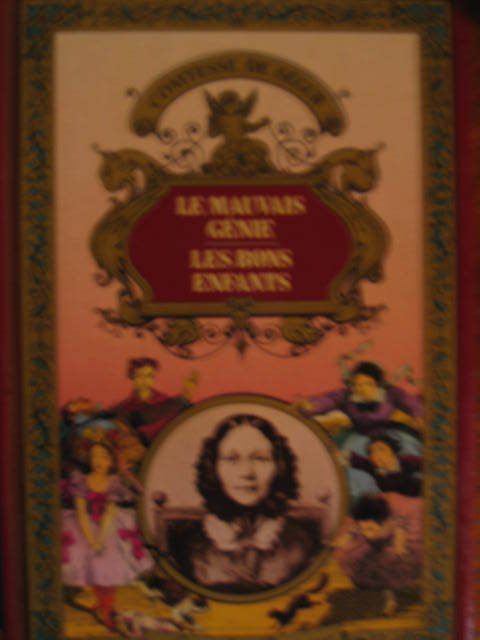 COMTESSE DE SÉGUR
LE MAUVAIS
GÉNIE
LES BONS
ENFANTS